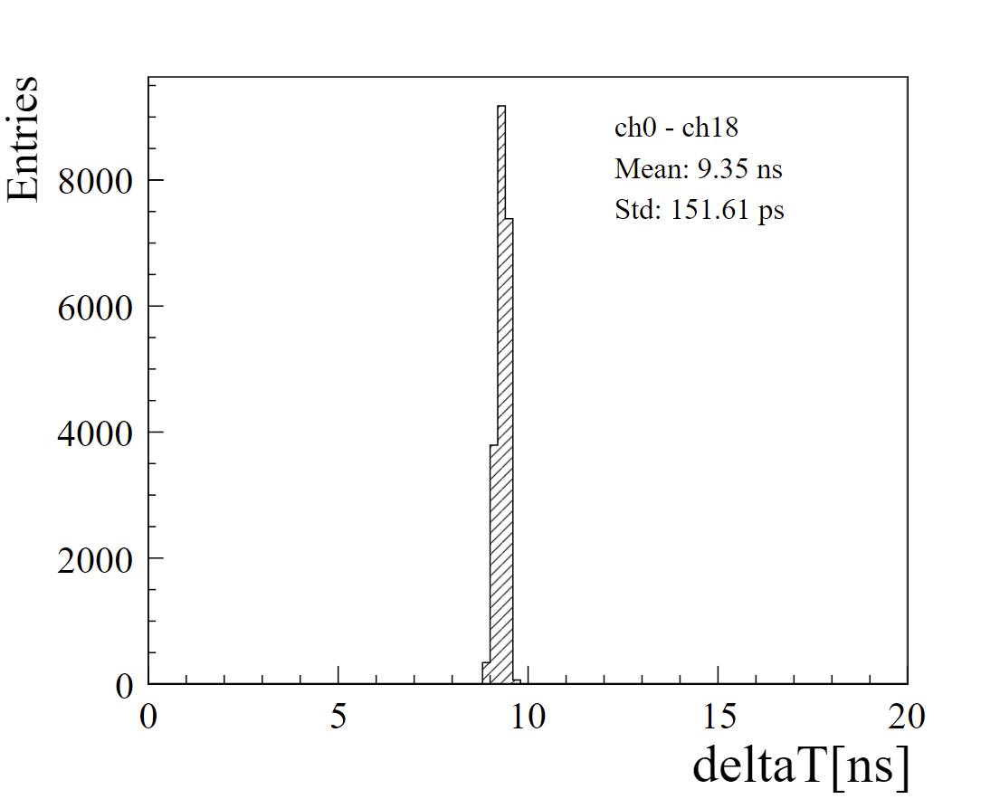 Entries
8000
6000
4000
2000
0
ch0 - ch18
Mean: 9.35 ns
Std: 151.61 ps
0 5 10 15 20
deltaT[ns]